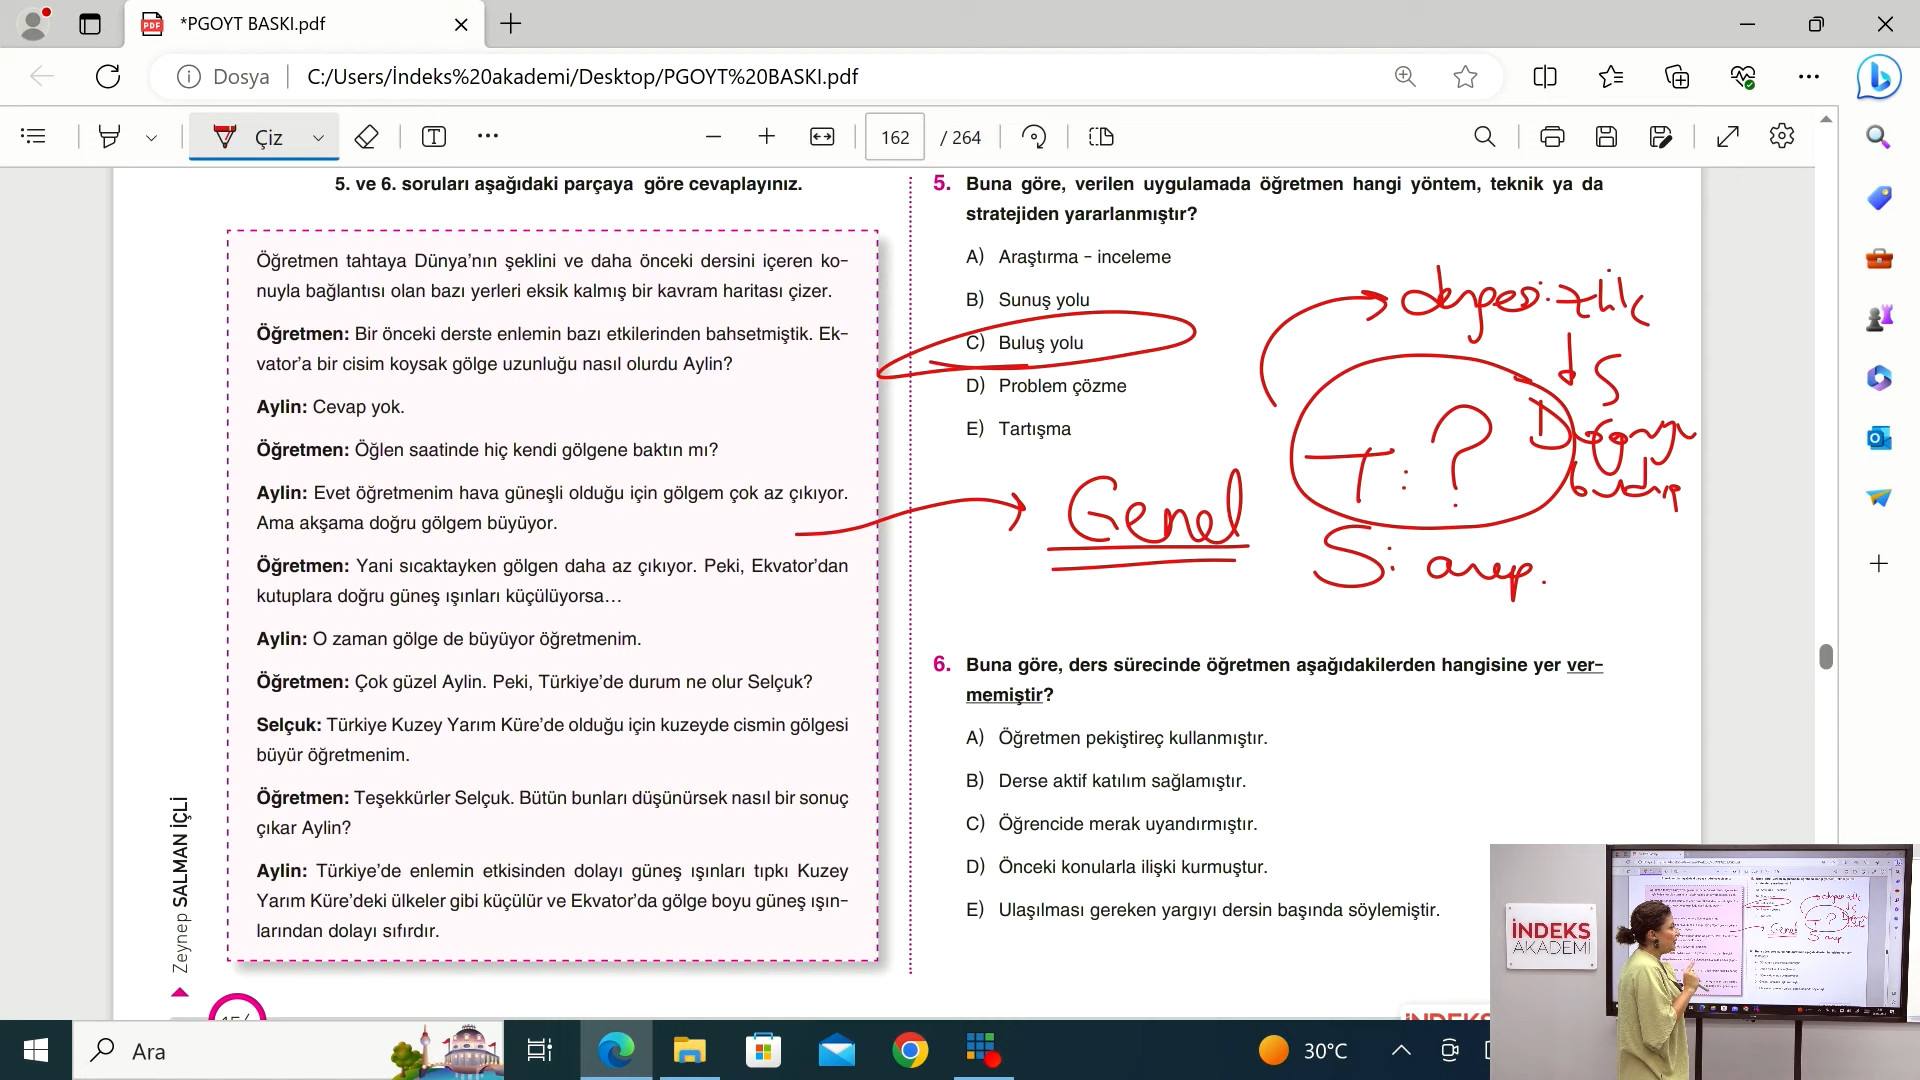 *PGOYT BASKI.pdf
Dosya
C:/Users/İndeks%20akademi/Desktop/PGOYT%20BASKI.pdf
Çiz
162 / 264
5. ve 6. soruları aşağıdaki parçaya göre cevaplayınız.
Öğretmen tahtaya Dünya'nın şeklini ve daha önceki dersini içeren ko-
nuyla bağlantısı olan bazı yerleri eksik kalmış bir kavram haritası çizer.
Öğretmen: Bir önceki derste enlemin bazı etkilerinden bahsetmiştik. Ek-
vator'a bir cisim koysak gölge uzunluğu nasıl olurdu Aylin?
Aylin: Cevap yok.
Öğretmen: Öğlen saatinde hiç kendi gölgene baktın mı?
Aylin: Evet öğretmenim hava güneşli olduğu için gölgem çok az çıkıyor.
Ama akşama doğru gölgem büyüyor.
Öğretmen: Yani sıcaktayken gölgen daha az çıkıyor. Peki, Ekvator'dan
kutuplara doğru güneş ışınları küçülüyorsa...
Aylin: O zaman gölge de büyüyor öğretmenim.
Öğretmen: Çok güzel Aylin. Peki, Türkiye'de durum ne olur Selçuk?
Selçuk: Türkiye Kuzey Yarım Küre'de olduğu için kuzeyde cismin gölgesi
büyür öğretmenim.
Öğretmen: Teşekkürler Selçuk. Bütün bunları düşünürsek nasıl bir sonuç
çıkar Aylin?
Aylin: Türkiye'de enlemin etkisinden dolayı güneş ışınları tıpkı Kuzey
Yarım Küre'deki ülkeler gibi küçülür ve Ekvator'da gölge boyu güneş ışın-
larından dolayı sıfırdır.
Zeynep SALMAN İÇLİ
5. Buna göre, verilen uygulamada öğretmen hangi yöntem, teknik ya da
stratejiden yararlanmıştır?
A) Araştırma - inceleme
B) Sunuş yolu
C) Buluş yolu
D) Problem çözme
E) Tartışma
S
T: ?
Genel
S:
6. Buna göre, ders sürecinde öğretmen aşağıdakilerden hangisine yer ver-
memiştir?
A) Öğretmen pekiştireç kullanmıştır.
B) Derse aktif katılım sağlamıştır.
C) Öğrencide merak uyandırmıştır.
D) Önceki konularla ilişki kurmuştur.
E) Ulaşılması gereken yargıyı dersin başında söylemiştir.
İNDEKS
AKADEMİ
Ara
30°C